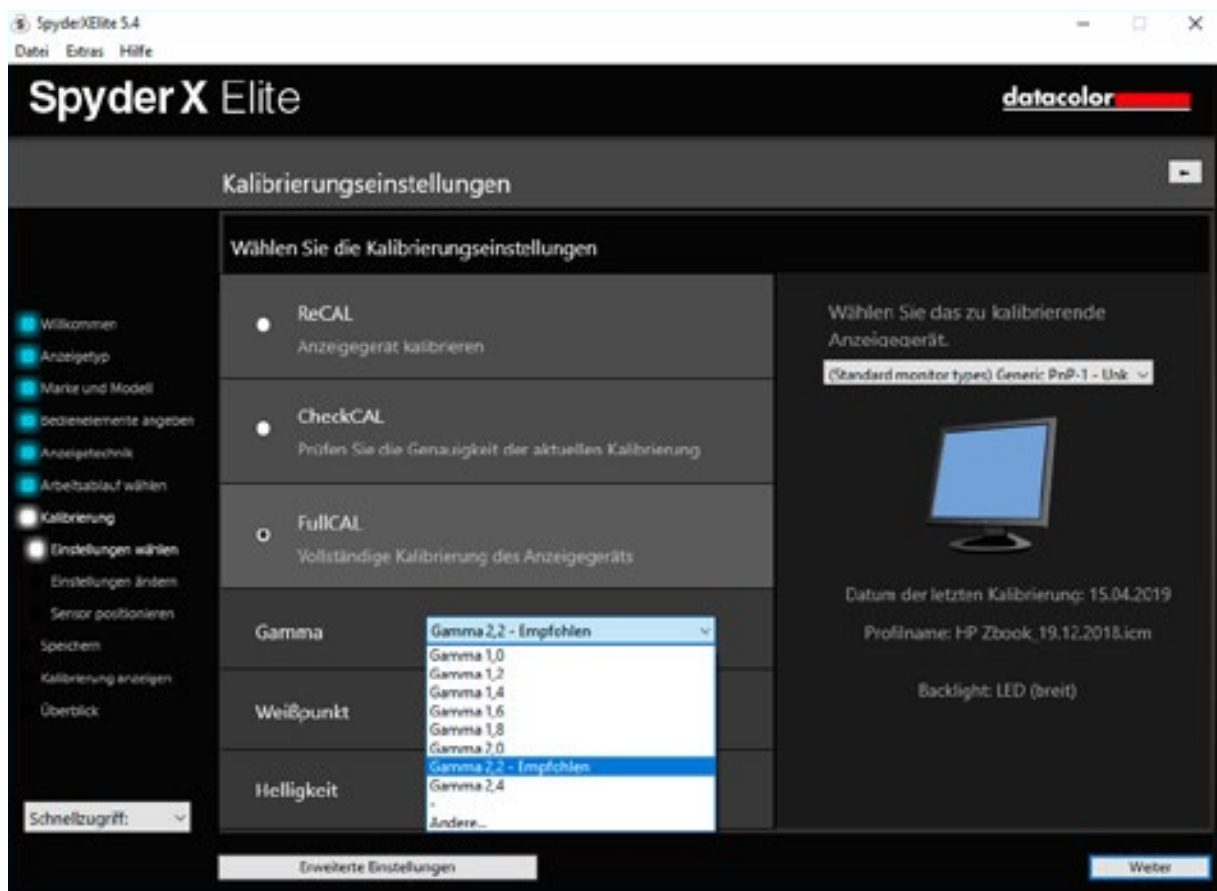 SpyderXElite 5.4
Datei Extras Hilfe
SpyderX Elite
datacolor
Kalibrierungseinstellungen
Wählen Sie die Kalibrierungseinstellungen
Willkommen
Anzeigetyp
Marke und Modell
Bedienelemente angeben
Anzeigetechnik
Arbeitsablauf wählen
Kalibrierung
Einstellungen wählen
Einstellungen ändern
Sensor positionieren
Speichern
Kalibrierung anzeigen
Überblick
Schnellzugriff:
ReCAL
Anzeigegerät kalibrieren
CheckCAL
Prüfen Sie die Genauigkeit der aktuellen Kalibrierung
FullCAL
Vollständige Kalibrierung des Anzeigegeräts
Gamma
Gamma 2,2 - Empfohlen
Gamma 1,0
Gamma 1,2
Gamma 1,4
Gamma 1,6
Gamma 1,8
Gamma 2,0
Gamma 2,2 - Empfohlen
Gamma 2,4
-
Andere...
Weißpunkt
Helligkeit
Wählen Sie das zu kalibrierende
Anzeigegerät.
(Standard monitor types) Generic PnP-1 - Unk
Datum der letzten Kalibrierung: 15.04.2019
Profilname: HP Zbook_19.12.2018.icm
Backlight: LED (breit)
Erweiterte Einstellungen
Weiter